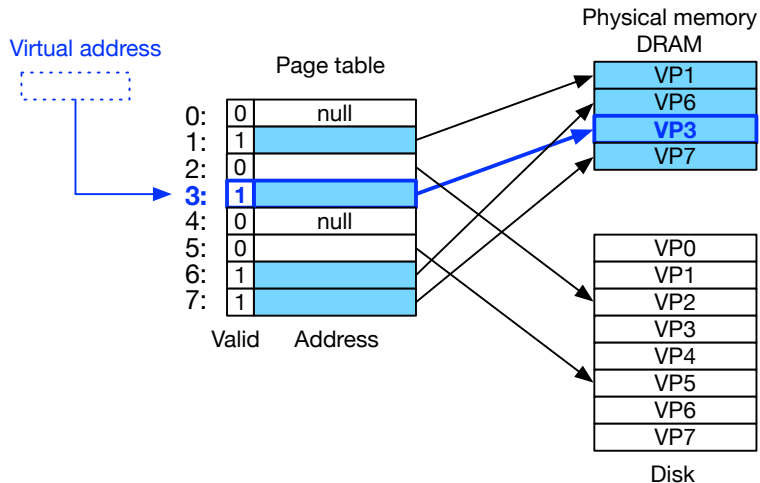 Physical memory
DRAM
Virtual address
Page table
VP1
VP6
VP3
VP7
0: 0 null
1: 1
2: 0
3: 1
4: 0 null
5: 0
6: 1
7: 1
Valid Address
VP0
VP1
VP2
VP3
VP4
VP5
VP6
VP7
Disk